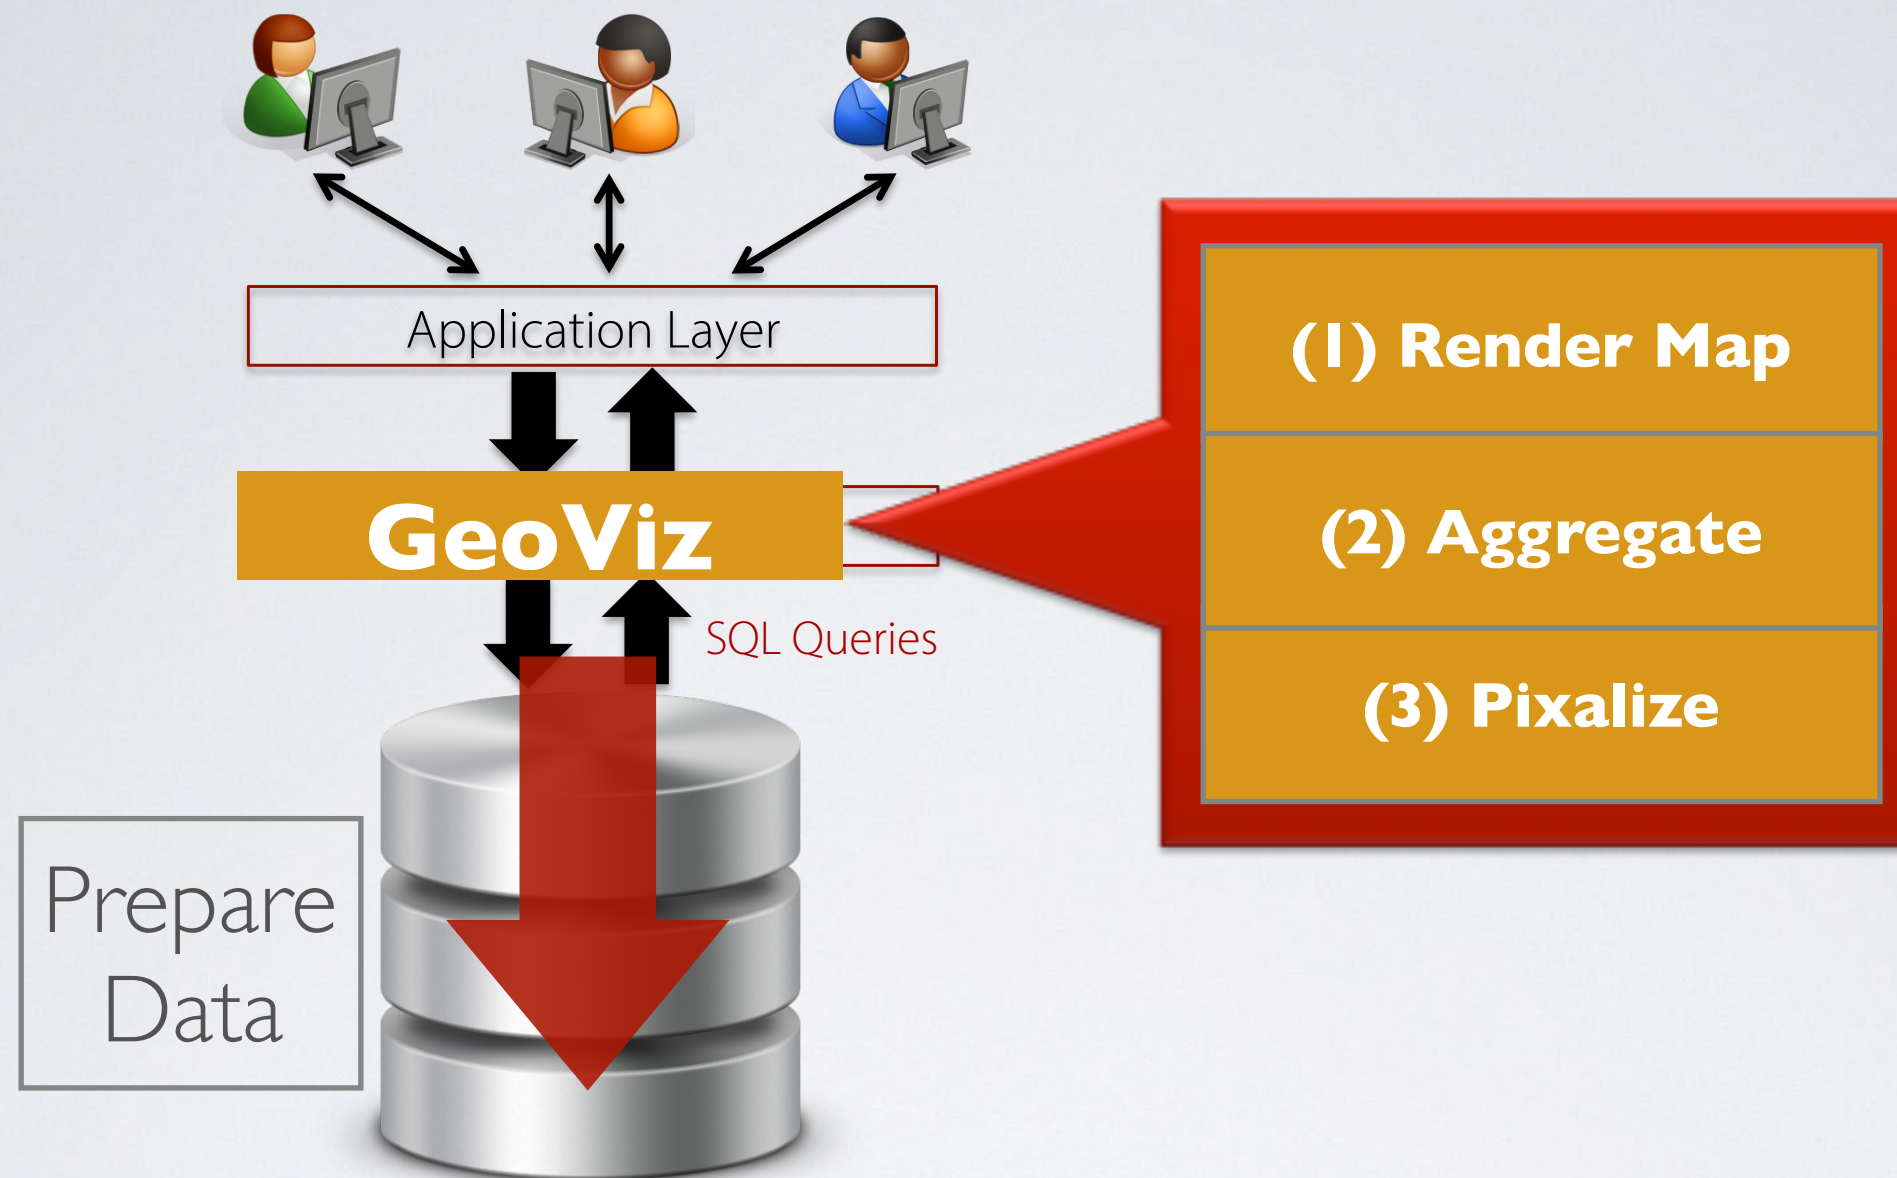 Application Layer
GeoViz
SQL Queries
Prepare
Data
(1) Render Map
(2) Aggregate
(3) Pixalize